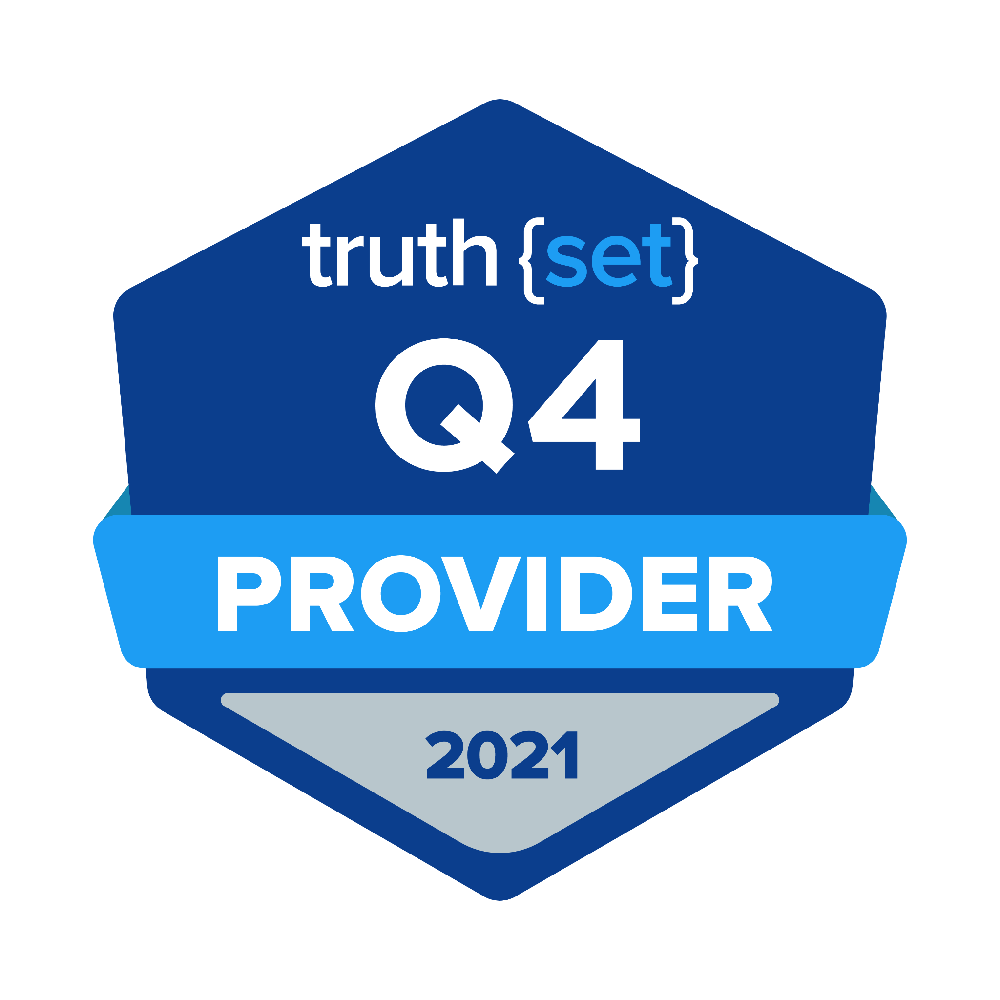 truth {set}
Q4
PROVIDER
2021